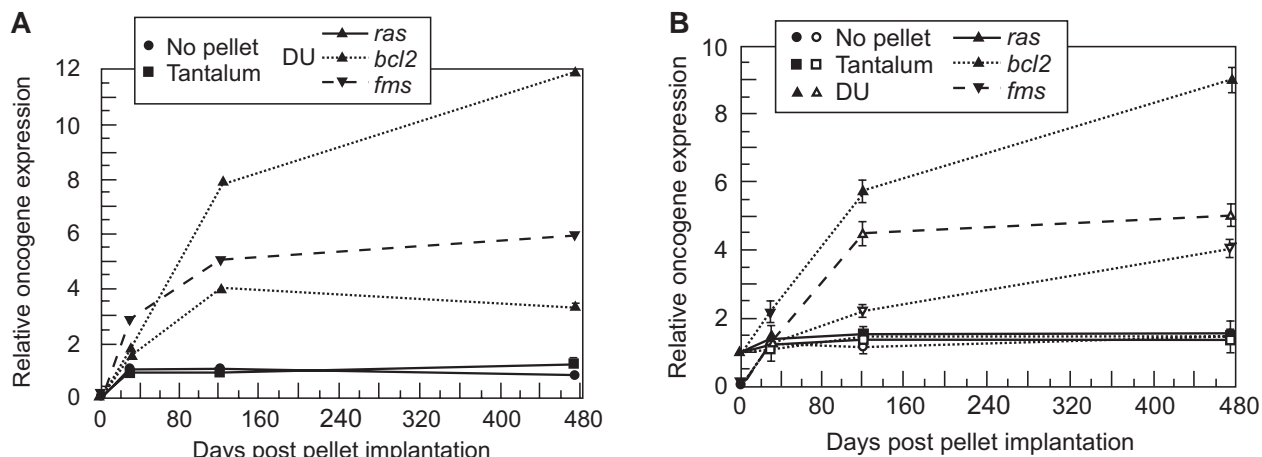 A
No pellet
Tantalum
DU
ras
bcl2
fms
Relative oncogene expression
12
10
8
6
4
2
0
0 80 160 240 320 400 480
Days post pellet implantation
B
No pellet
Tantalum
DU
ras
bcl2
fms
Relative oncogene expression
10
8
6
4
2
0
0 80 160 240 320 400 480
Days post pellet implantation